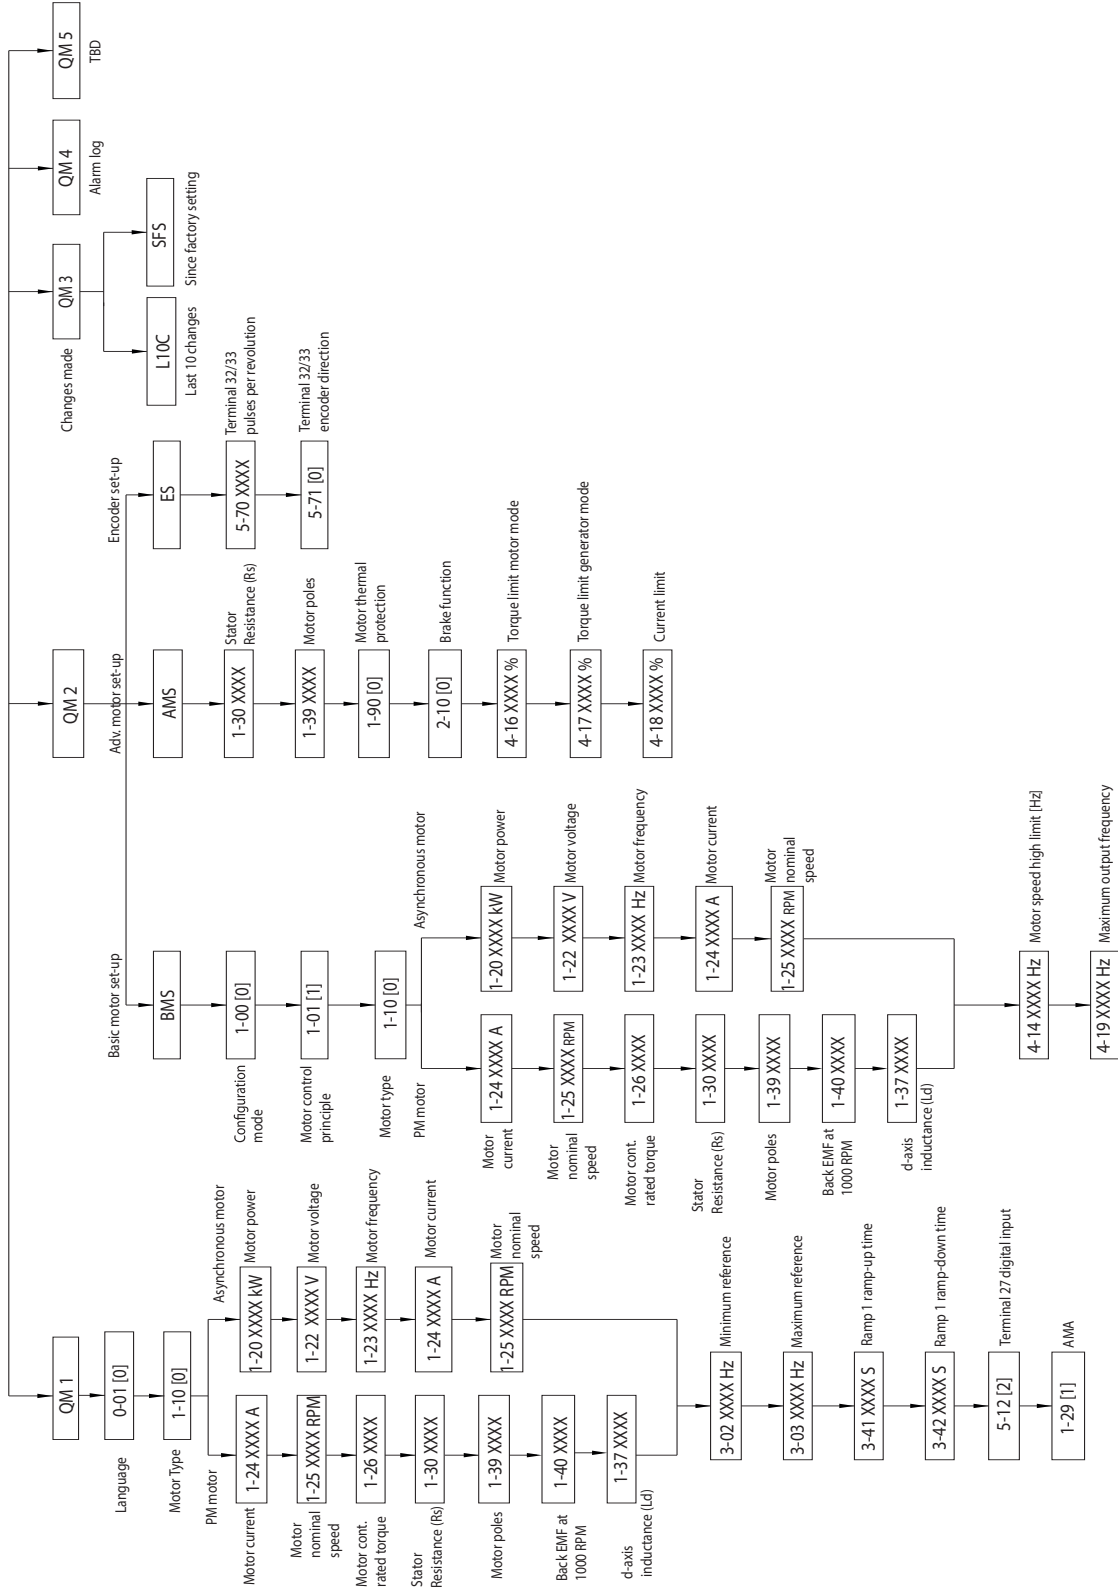 QM 1
Language
0-01 [0]
Motor Type
1-10 [0]
PM motor
Motor current
1-24 XXXX A
Motor
nominal
speed
1-25 XXXX RPM
Motor cont.
rated torque
1-26 XXXX
Stator
Resistance (Rs)
1-30 XXXX
Motor poles
1-39 XXXX
Back EMF at
1000 RPM
1-40 XXXX
d-axis
inductance (Ld)
1-37 XXXX
Asynchronous motor
1-20 XXXX kW
Motor power
1-22 XXXX V
Motor voltage
1-23 XXXX Hz
Motor frequency
1-24 XXXX A
Motor current
1-25 XXXX RPM
Motor
nominal
speed
3-02 XXXX Hz
Minimum reference
3-03 XXXX Hz
Maximum reference
3-41 XXXX S
Ramp 1 ramp-up time
3-42 XXXX S
Ramp 1 ramp-down time
5-12 [2]
Terminal 27 digital input
1-29 [1]
AMA
QM 2
Basic motor set-up
BMS
Configuration
mode
1-00 [0]
Motor control
principle
1-01 [1]
Motor type
1-10 [0]
PM motor
Motor
current
1-24 XXXX A
Motor
nominal
speed
1-25 XXXX RPM
Motor cont.
rated torque
1-26 XXXX
Stator
Resistance (Rs)
1-30 XXXX
Motor poles
1-39 XXXX
Back EMF at
1000 RPM
1-40 XXXX
d-axis
inductance (Ld)
1-37 XXXX
Asynchronous motor
1-20 XXXX kW
Motor power
1-22 XXXX V
Motor voltage
1-23 XXXX Hz
Motor frequency
1-24 XXXX A
Motor current
1-25 XXXX RPM
Motor
nominal
speed
4-14 XXXX Hz
Motor speed high limit [Hz]
4-19 XXXX Hz
Maximum output frequency
Adv. motor set-up
AMS
1-30 XXXX
Stator
Resistance (Rs)
1-39 XXXX
Motor poles
1-90 [0]
Motor thermal
protection
2-10 [0]
Brake function
4-16 XXXX %
Torque limit motor mode
4-17 XXXX %
Torque limit generator mode
4-18 XXXX %
Current limit
Encoder set-up
ES
5-70 XXXX
Terminal 32/33
pulses per revolution
5-71 [0]
Terminal 32/33
encoder direction
Changes made
QM 3
L10C
Last 10 changes
SFS
Since factory setting
QM 4
Alarm log
QM 5
TBD